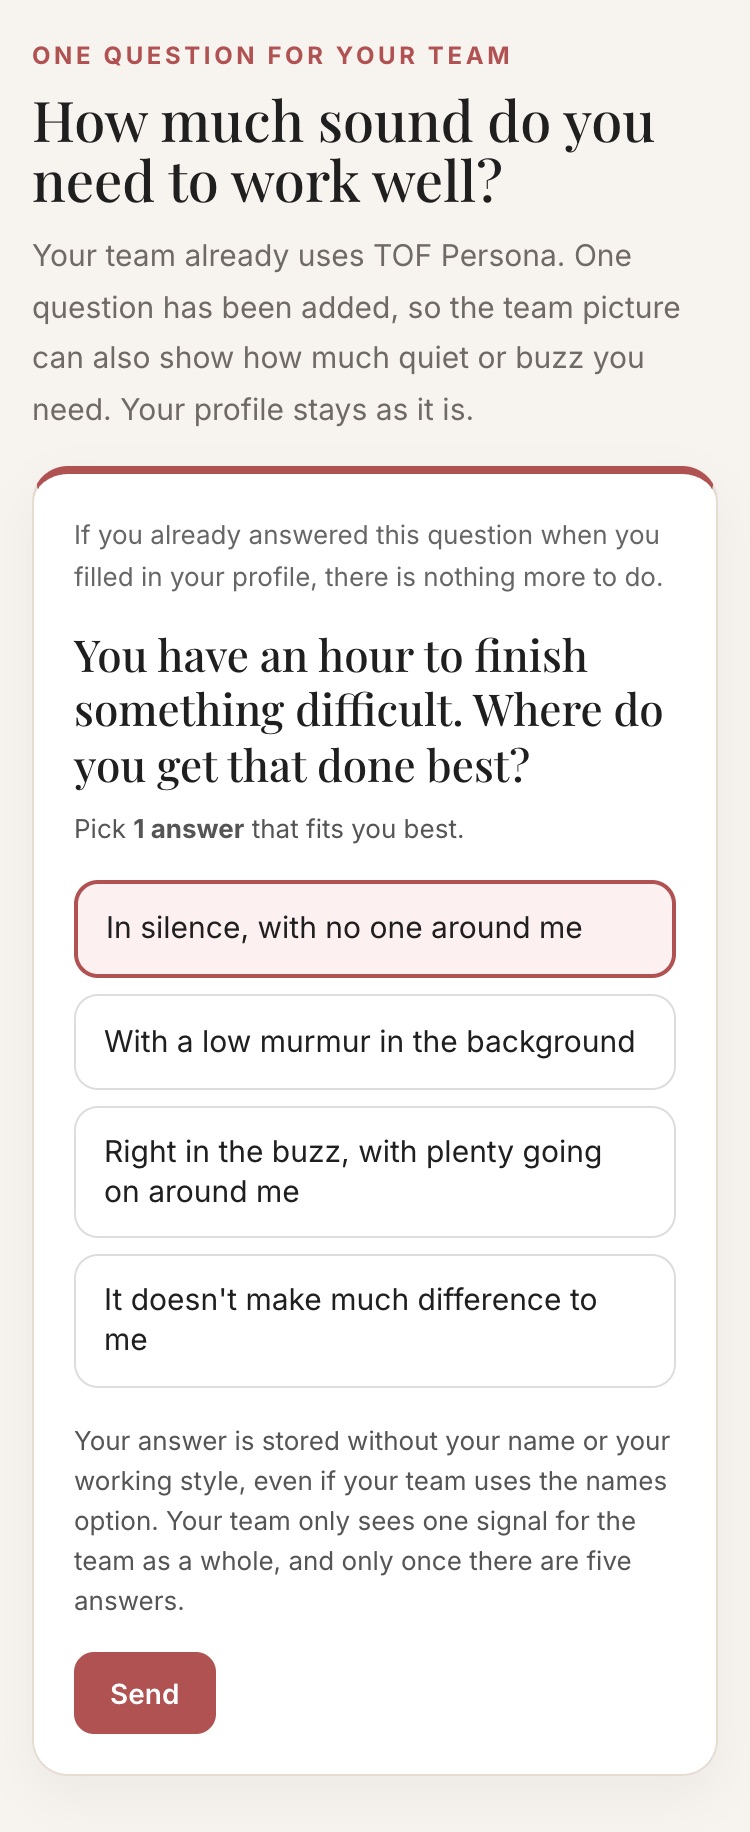 ONE QUESTION FOR YOUR TEAM
How much sound do you
need to work well?
Your team already uses TOF Persona. One
question has been added, so the team picture
can also show how much quiet or buzz you
need. Your profile stays as it is.
If you already answered this question when you
filled in your profile, there is nothing more to do.
You have an hour to finish
something difficult. Where do
you get that done best?
Pick 1 answer that fits you best.
In silence, with no one around me
With a low murmur in the background
Right in the buzz, with plenty going
on around me
It doesn't make much difference to
me
Your answer is stored without your name or your
working style, even if your team uses the names
option. Your team only sees one signal for the
team as a whole, and only once there are five
answers.
Send